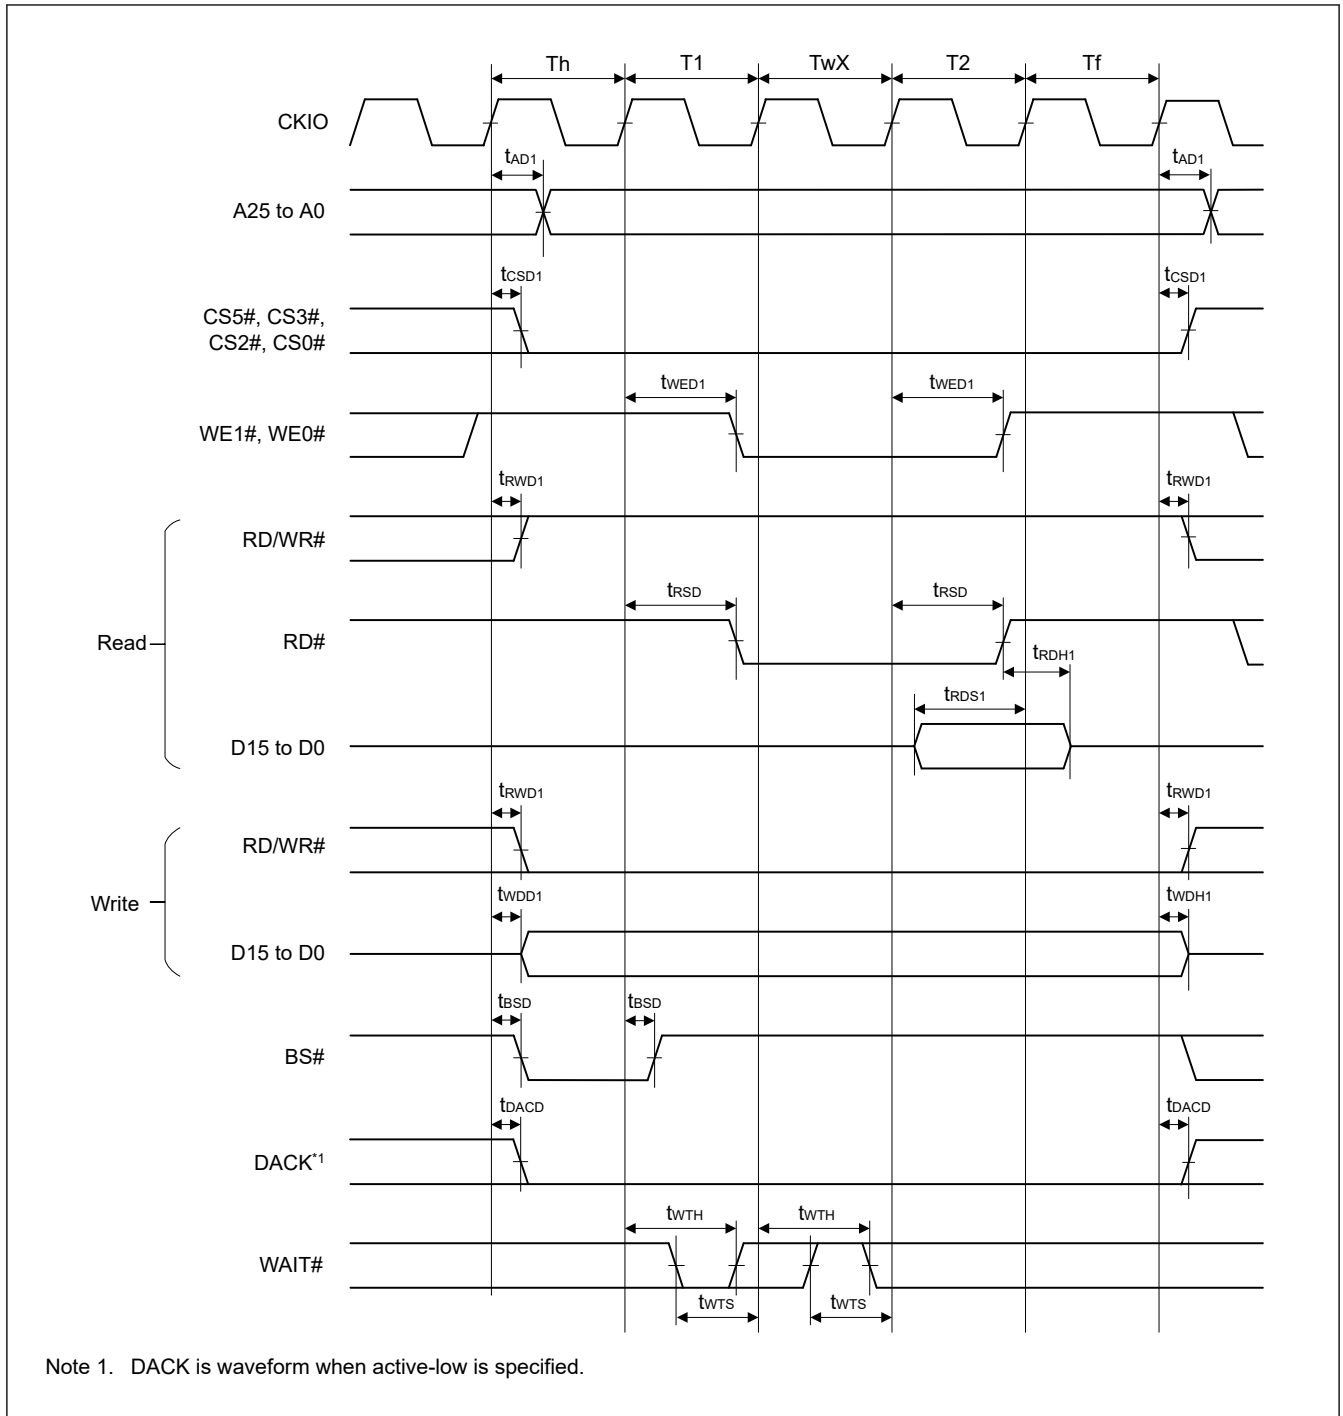 Th T1 TwX T2 Tf
CKIO
tAD1 tAD1
A25 to A0
tCSD1 tCSD1
CS5#, CS3#,
CS2#, CS0#
tWED1 tWED1
WE1#, WE0#
tRWD1 tRWD1
RD/WR#
tRSD tRSD
Read
RD#
tRDH1
tRDS1
D15 to D0
tRWD1 tRWD1
RD/WR#
Write
tWDD1 tWDH1
D15 to D0
tBSD tBSD
BS#
tDACD tDACD
DACK*1
tWTH tWTH
WAIT#
tWTS tWTS
Note 1. DACK is waveform when active-low is specified.